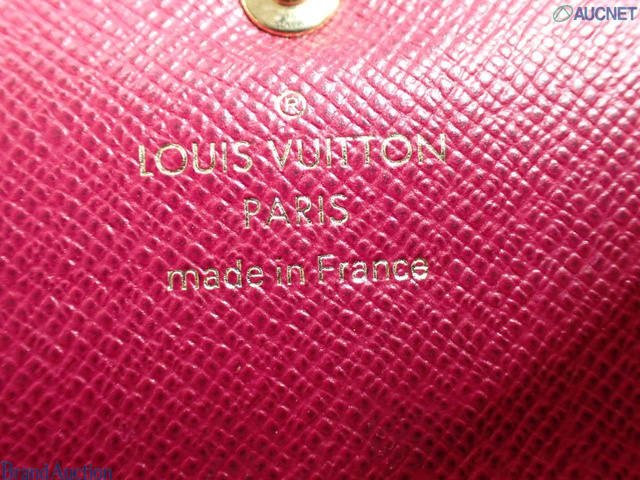 AUCNET
®
LOUIS VUITTON
PARIS
made in France
Brand Auction